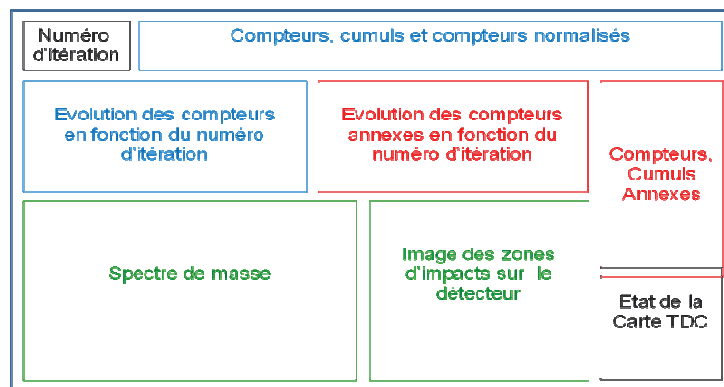 Numéro
d'itération
Compteurs, cumuls et compteurs normalisés
Evolution des compteurs
en fonction du numéro
d'itération
Evolution des compteurs
annexes en fonction du
numéro d'itération
Compteurs,
Cumuls
Annexes
Spectre de masse
Image des zones
d'impacts sur le
détecteur
Etat de la
Carte TDC